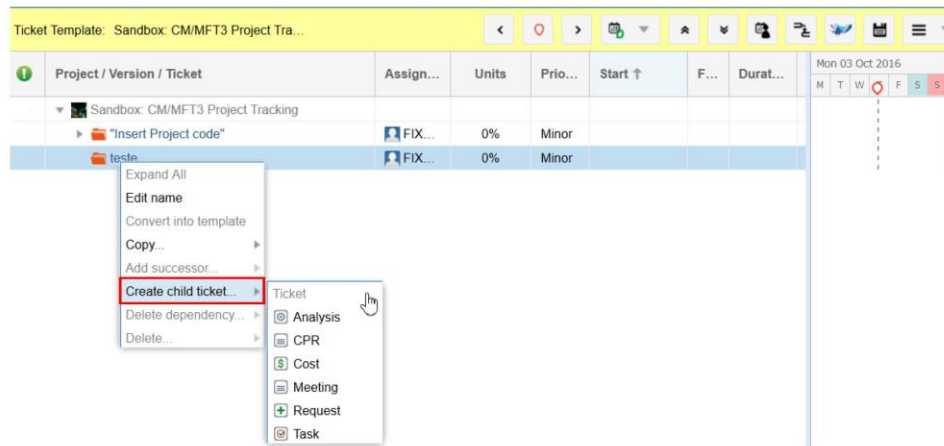 Ticket Template: Sandbox: CM/MFT3 Project Tra...
Project / Version / Ticket Assign... Units Prio... Start ↑ F... Durat...
Mon 03 Oct 2016
M T W F S S
Sandbox: CM/MFT3 Project Tracking
"Insert Project code" FIX... 0% Minor
teste FIX... 0% Minor
Expand All
Edit name
Convert into template
Copy...
Add successor...
Create child ticket...
Delete dependency...
Delete...
Ticket
Analysis
CPR
Cost
Meeting
Request
Task